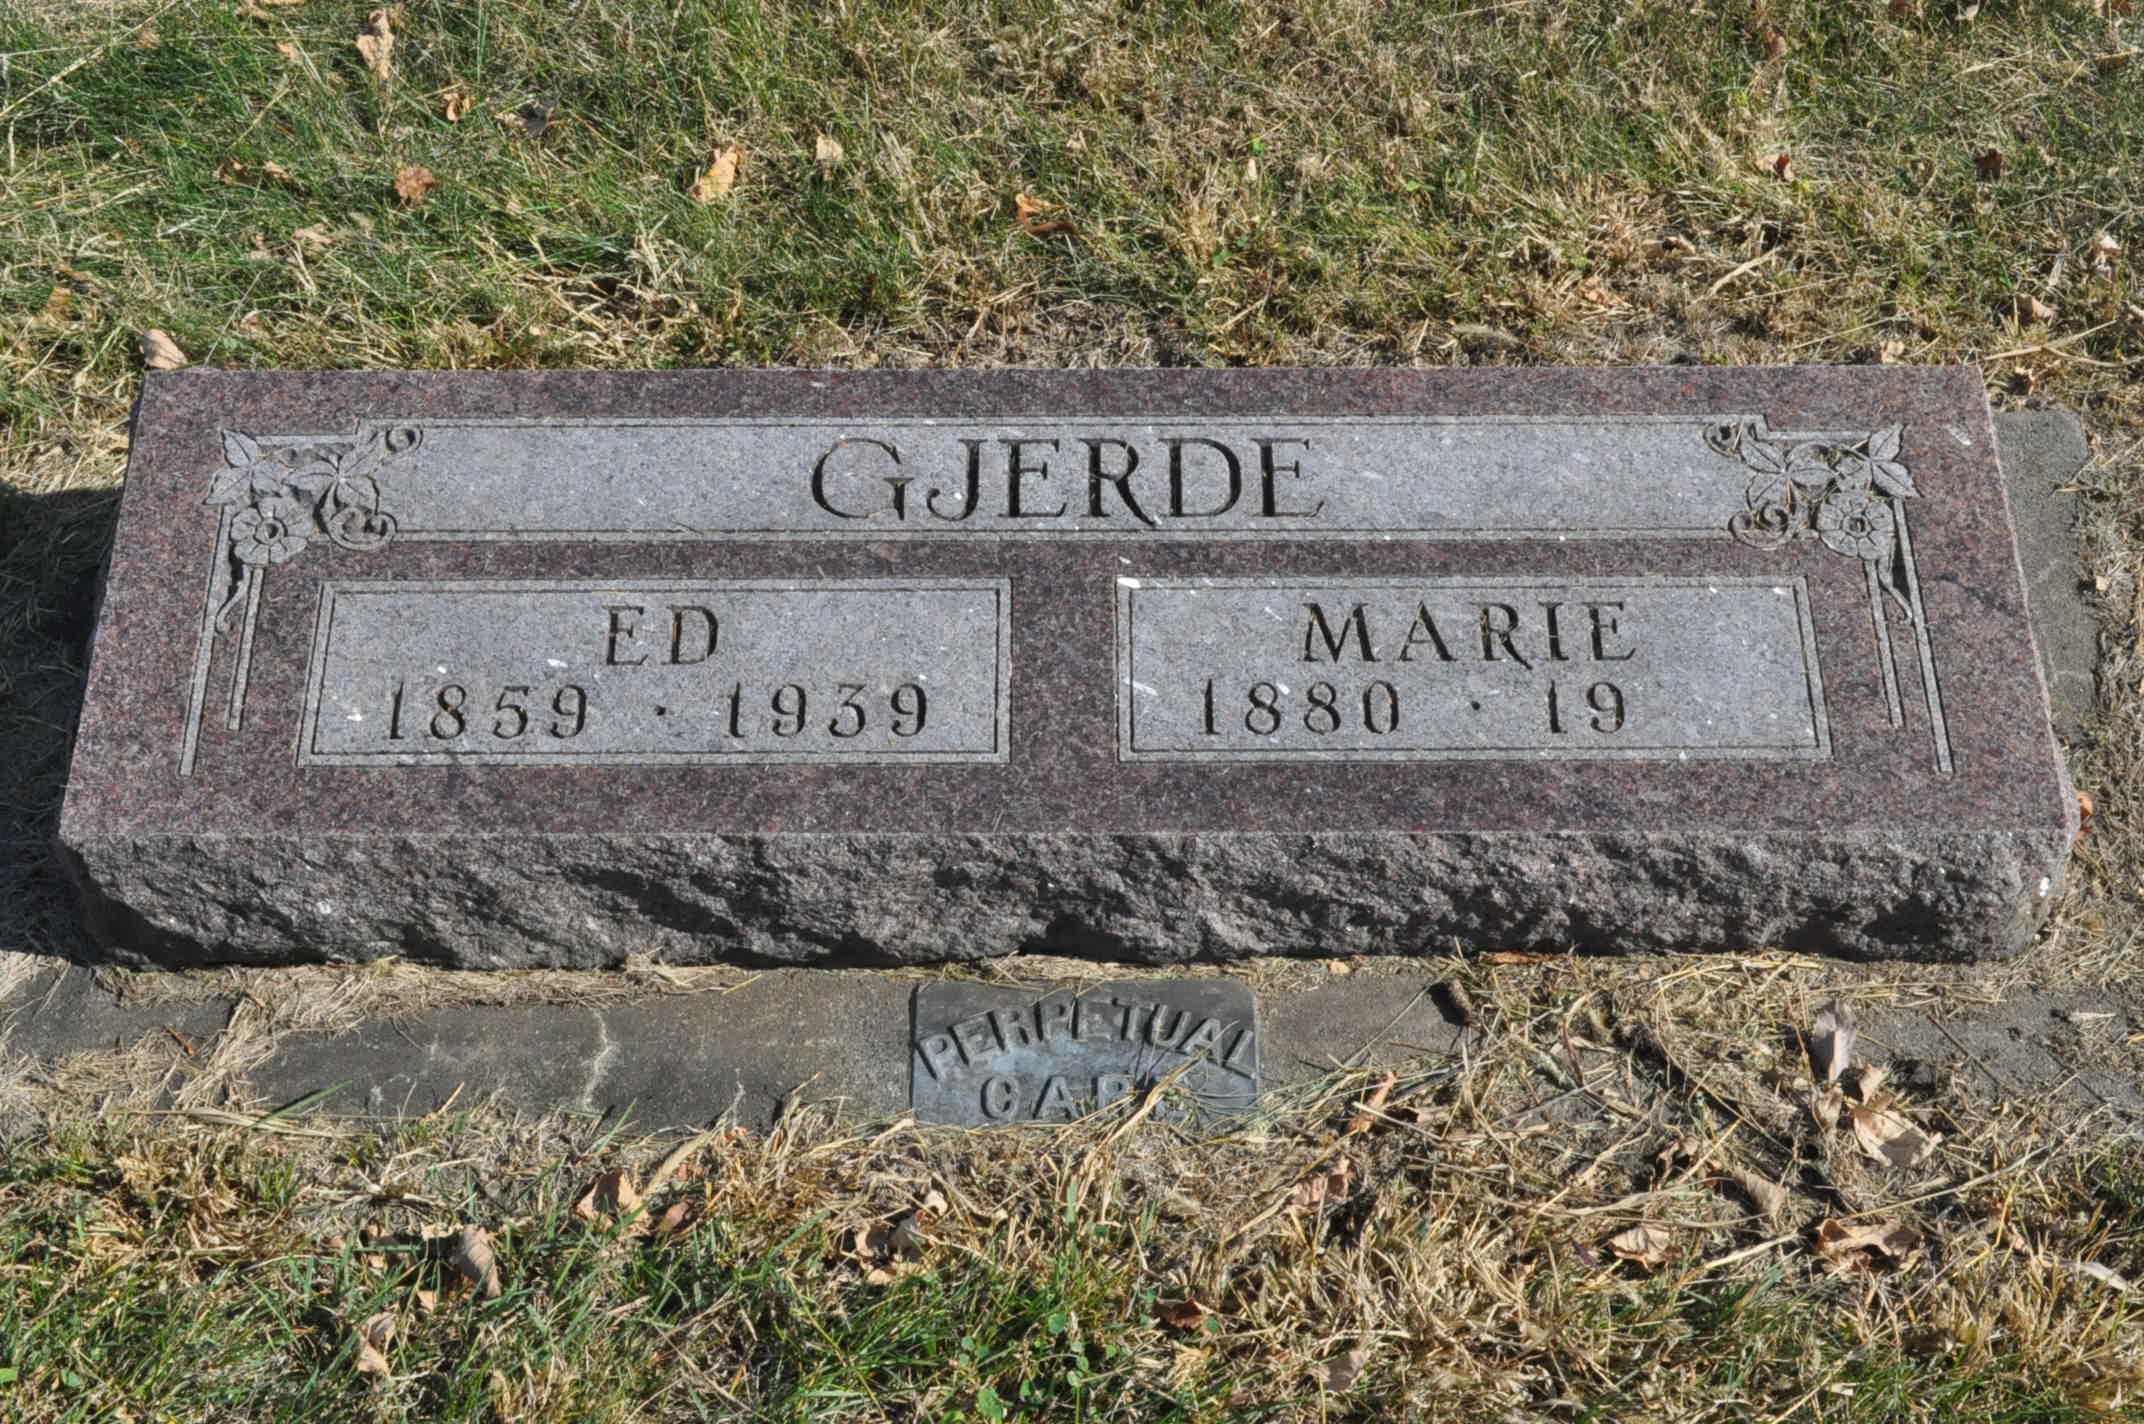 GJERDE
ED
1859 · 1939
MARIE
1880 · 19
PERPETUAL
CARE